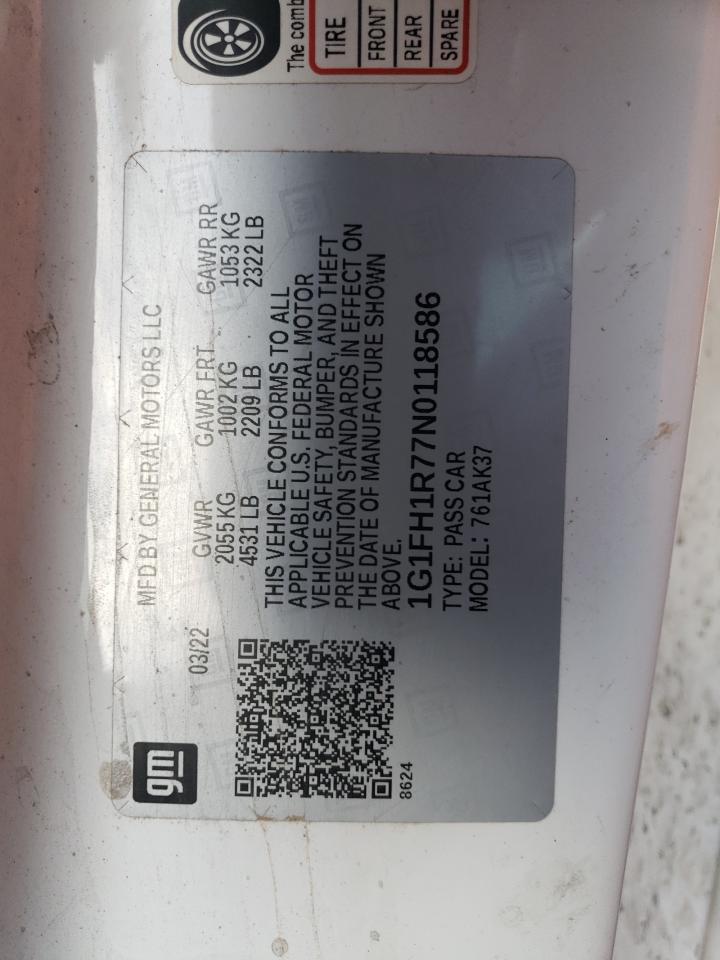 The comb
TIRE
FRONT
REAR
SPARE
gm
MFD BY GENERAL MOTORS LLC
03/22 GVWR GAWR FRT GAWR RR
2055 KG 1002 KG 1053 KG
4531 LB 2209 LB 2322 LB
THIS VEHICLE CONFORMS TO ALL
APPLICABLE U.S. FEDERAL MOTOR
VEHICLE SAFETY, BUMPER, AND THEFT
PREVENTION STANDARDS IN EFFECT ON
THE DATE OF MANUFACTURE SHOWN
ABOVE.
8624
1G1FH1R77N0118586
TYPE: PASS CAR
MODEL: 761AK37